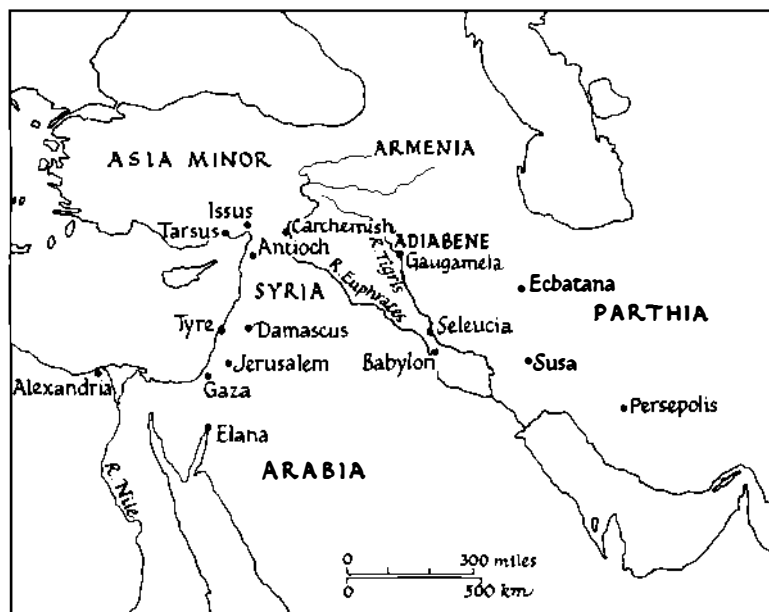 ARMENIA
ASIA MINOR
Issus
Tarsus
Carchemish
Antioch
ADIABENE
R. Tigris
Gaugamela
R. Euphrates
SYRIA
Ecbatana
PARTHIA
Tyre
Damascus
Seleucia
Babylon
Susa
Jerusalem
Alexandria
Gaza
Persepolis
Elana
ARABIA
R. Nile
0 300 miles
0 500 km